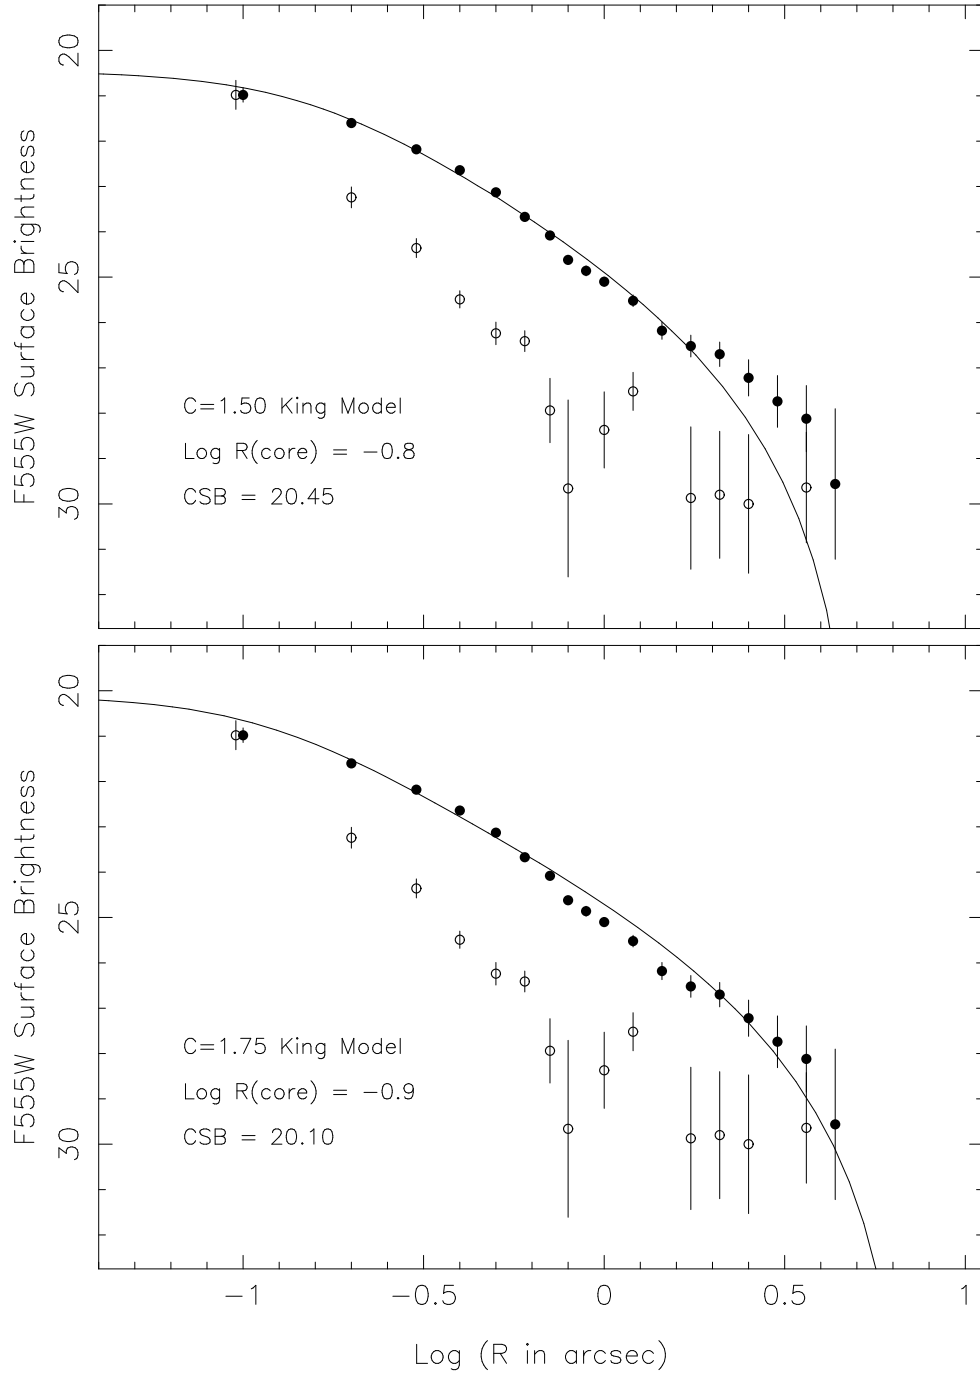 20
25
30
F555W Surface Brightness
C=1.50 King Model
Log R(core) = −0.8
CSB = 20.45
20
25
30
F555W Surface Brightness
C=1.75 King Model
Log R(core) = −0.9
CSB = 20.10
−1 −0.5 0 0.5 1
Log (R in arcsec)